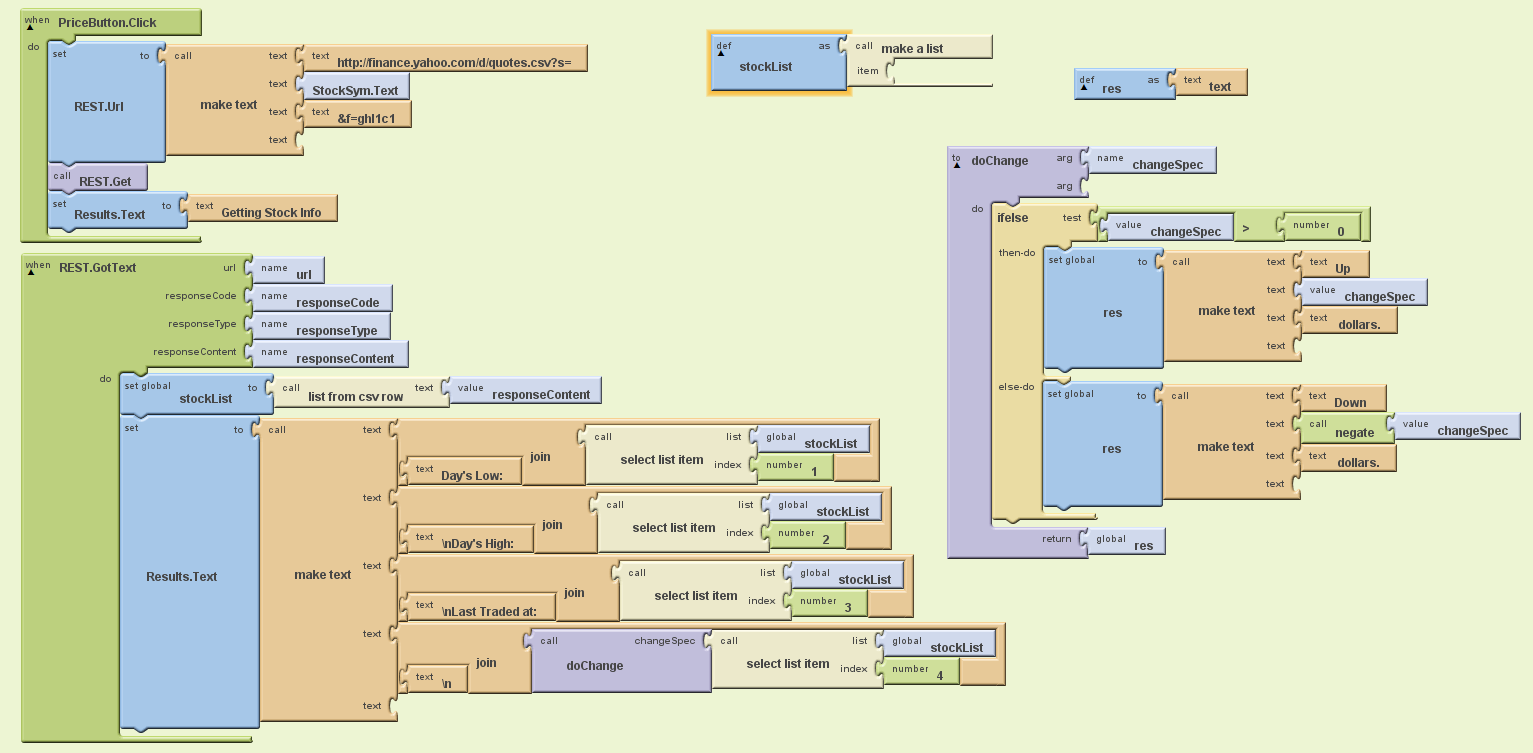 when PriceButton.Click
do
set REST.Url to call make text
text text http://finance.yahoo.com/d/quotes.csv?s=
text StockSym.Text
text text &f=ghl1c1
text
call REST.Get
set Results.Text to text Getting Stock Info
when REST.GotText url name url
responseCode name responseCode
responseType name responseType
responseContent name responseContent
do
set global stockList to call list from csv row text value responseContent
set Results.Text to call make text
text text Day's Low: join call select list item list global stockList
index number 1
text text \nDay's High: join call select list item list global stockList
index number 2
text text \nLast Traded at: join call select list item list global stockList
index number 3
text text \n join call doChange changeSpec call select list item list global stockList
index number 4
text
def stockList as call make a list
item
def res as text text
to doChange arg name changeSpec
arg
do
ifelse test value changeSpec > number 0
then-do
set global res to call make text
text text Up
text value changeSpec
text text dollars.
text
else-do
set global res to call make text
text text Down
text call negate value changeSpec
text text dollars.
text
return global res